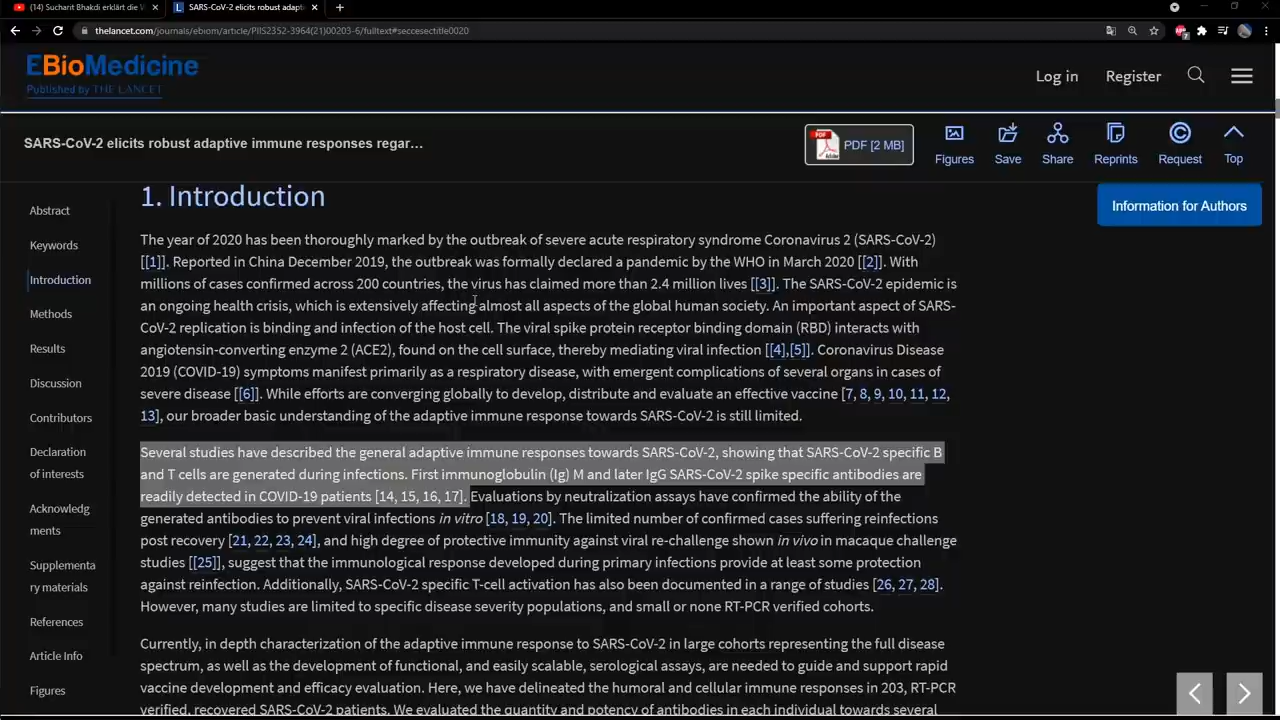 (14) Sucharit Bhakdi erklärt die V
SARS-CoV-2 elicits robust adapti
thelancet.com/journals/ebiom/article/PIIS2352-3964(21)00203-6/fulltext#seccesectitle0020
EBioMedicine
Published by THE LANCET
Log in
Register
SARS-CoV-2 elicits robust adaptive immune responses regar...
PDF [2 MB]
Figures
Save
Share
Reprints
Request
Top
Information for Authors
Abstract
Keywords
Introduction
Methods
Results
Discussion
Contributors
Declaration
of interests
Acknowledg
ments
Supplementa
ry materials
References
Article Info
Figures
1. Introduction
The year of 2020 has been thoroughly marked by the outbreak of severe acute respiratory syndrome Coronavirus 2 (SARS-CoV-2)
[[1]]. Reported in China December 2019, the outbreak was formally declared a pandemic by the WHO in March 2020 [[2]]. With
millions of cases confirmed across 200 countries, the virus has claimed more than 2.4 million lives [[3]]. The SARS-CoV-2 epidemic is
an ongoing health crisis, which is extensively affecting almost all aspects of the global human society. An important aspect of SARS-
CoV-2 replication is binding and infection of the host cell. The viral spike protein receptor binding domain (RBD) interacts with
angiotensin-converting enzyme 2 (ACE2), found on the cell surface, thereby mediating viral infection [[4],[5]]. Coronavirus Disease
2019 (COVID-19) symptoms manifest primarily as a respiratory disease, with emergent complications of several organs in cases of
severe disease [[6]]. While efforts are converging globally to develop, distribute and evaluate an effective vaccine [7, 8, 9, 10, 11, 12,
13], our broader basic understanding of the adaptive immune response towards SARS-CoV-2 is still limited.
Several studies have described the general adaptive immune responses towards SARS-CoV-2, showing that SARS-CoV-2 specific B
and T cells are generated during infections. First immunoglobulin (Ig) M and later IgG SARS-CoV-2 spike specific antibodies are
readily detected in COVID-19 patients [14, 15, 16, 17]. Evaluations by neutralization assays have confirmed the ability of the
generated antibodies to prevent viral infections in vitro [18, 19, 20]. The limited number of confirmed cases suffering reinfections
post recovery [21, 22, 23, 24], and high degree of protective immunity against viral re-challenge shown in vivo in macaque challenge
studies [[25]], suggest that the immunological response developed during primary infections provide at least some protection
against reinfection. Additionally, SARS-CoV-2 specific T-cell activation has also been documented in a range of studies [26, 27, 28].
However, many studies are limited to specific disease severity populations, and small or none RT-PCR verified cohorts.
Currently, in depth characterization of the adaptive immune response to SARS-CoV-2 in large cohorts representing the full disease
spectrum, as well as the development of functional, and easily scalable, serological assays, are needed to guide and support rapid
vaccine development and efficacy evaluation. Here, we have delineated the humoral and cellular immune responses in 203, RT-PCR
verified, recovered SARS-CoV-2 patients. We evaluated the quantity and potency of antibodies in each individual towards several